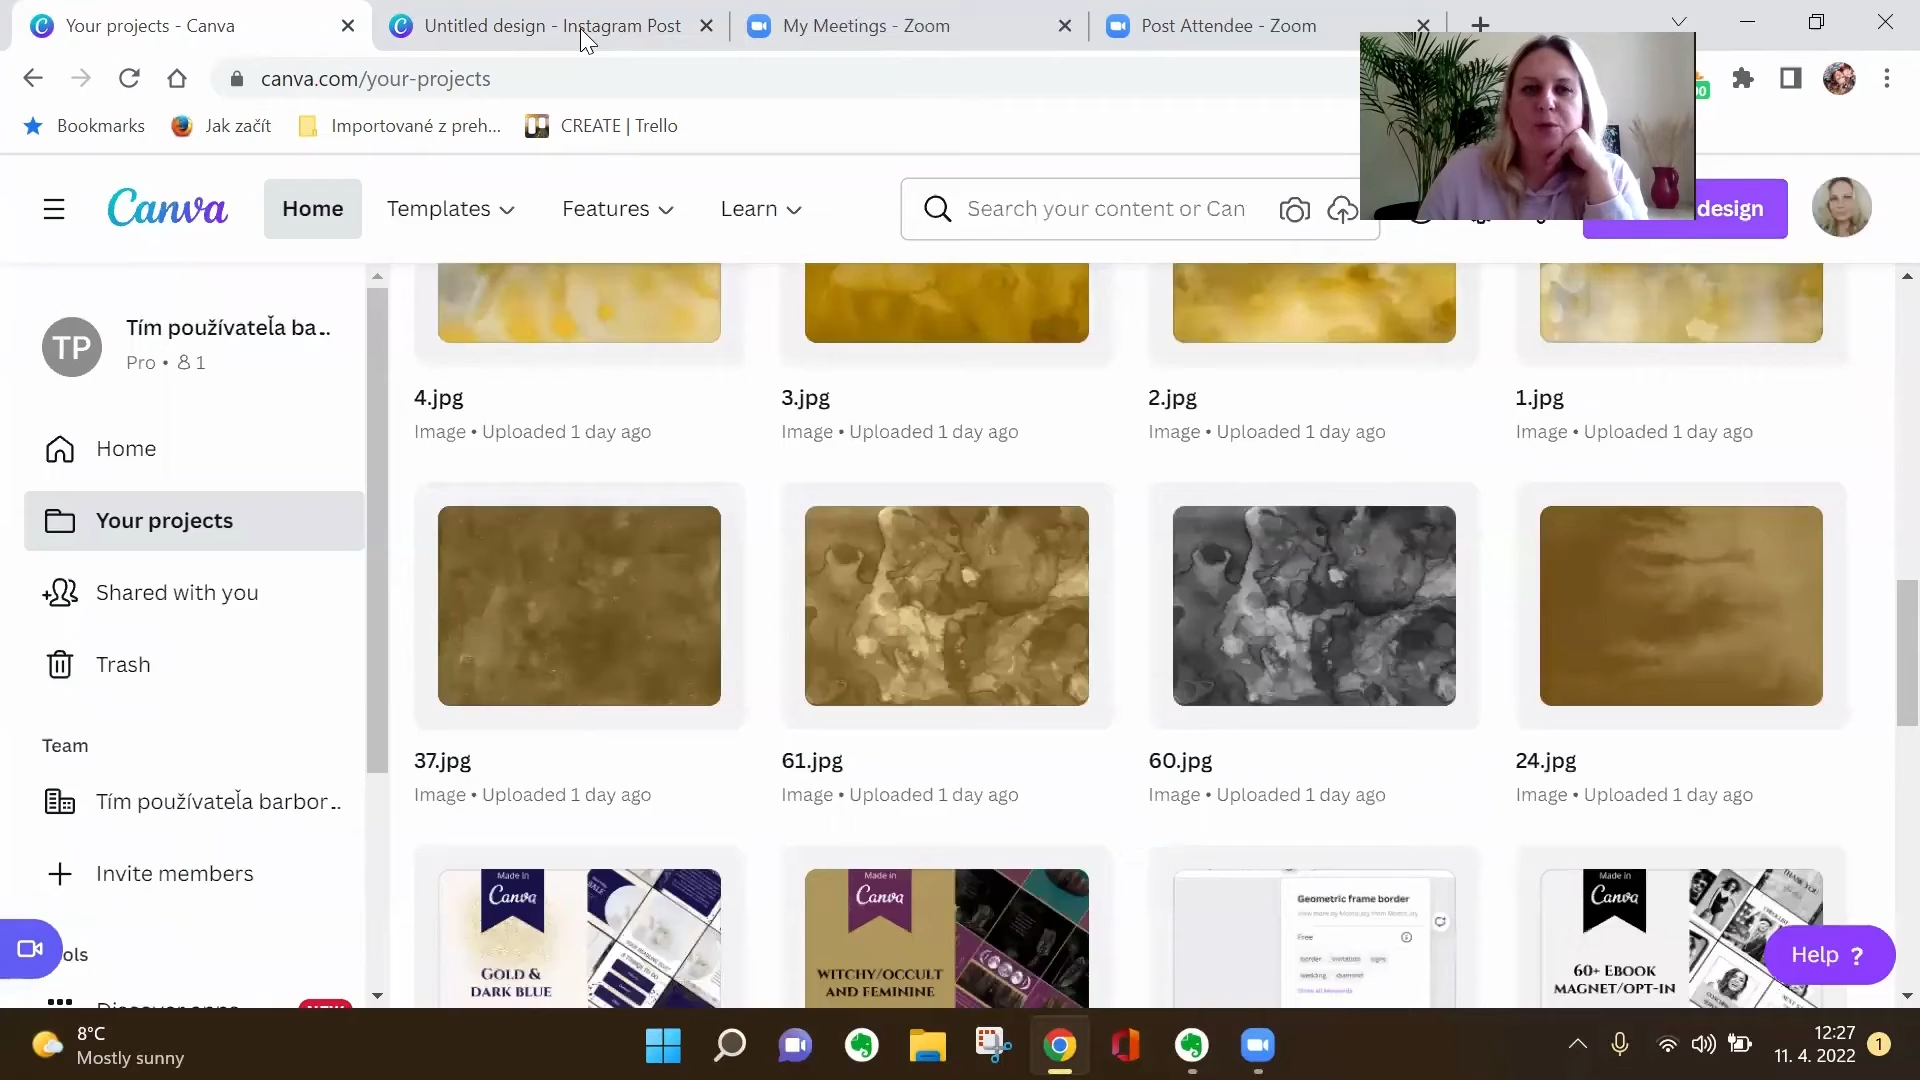 Your projects - Canva
Untitled design - Instagram Post
My Meetings - Zoom
Post Attendee - Zoom
canva.com/your-projects
Bookmarks
Jak začít
Importované z preh...
CREATE | Trello
Canva
Home
Templates
Features
Learn
Search your content or Can
design
TP
Tím používateľa ba...
Pro • 1
Home
Your projects
Shared with you
Trash
Team
Tím používateľa barbor...
Invite members
ols
4.jpg
Image • Uploaded 1 day ago
3.jpg
Image • Uploaded 1 day ago
2.jpg
Image • Uploaded 1 day ago
1.jpg
Image • Uploaded 1 day ago
37.jpg
Image • Uploaded 1 day ago
61.jpg
Image • Uploaded 1 day ago
60.jpg
Image • Uploaded 1 day ago
24.jpg
Image • Uploaded 1 day ago
Made in
Canva
GOLD &
DARK BLUE
Made in
Canva
WITCHY/OCCULT
AND FEMININE
Geometric frame border
Free
Made in
Canva
60+ EBOOK
MAGNET/OPT-IN
Help ?
8°C
Mostly sunny
12:27
11. 4. 2022
1